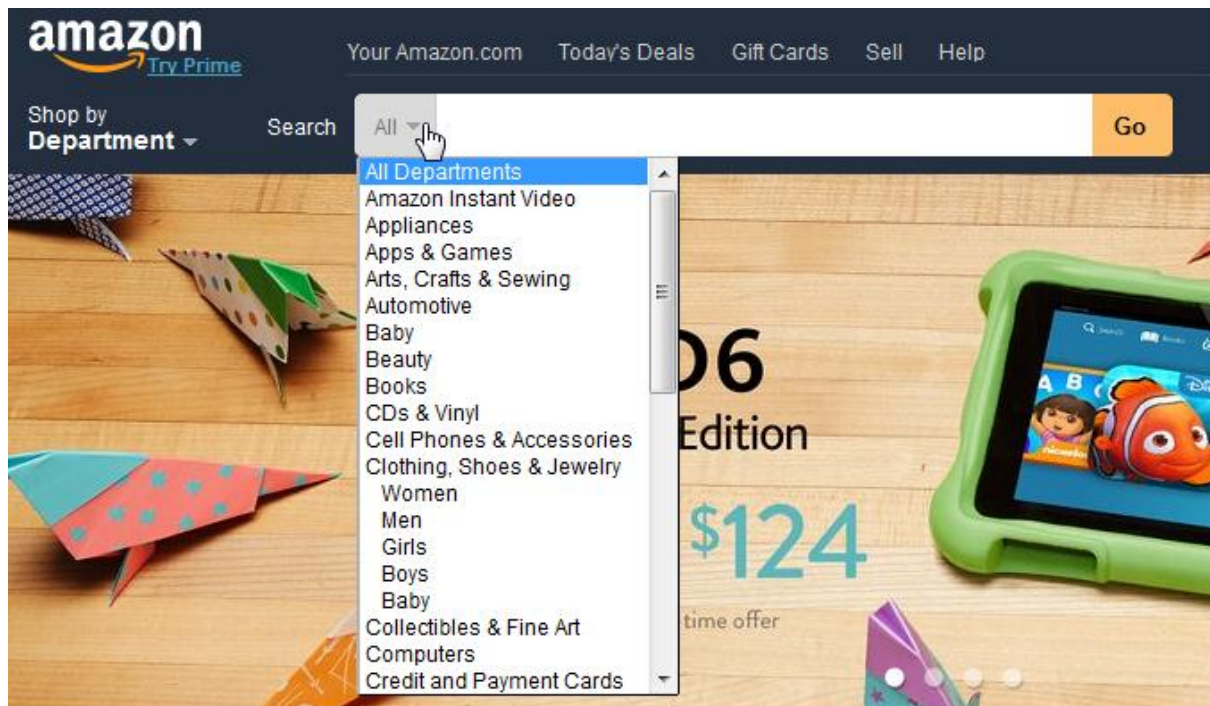 amazon
Try Prime
Your Amazon.com Today's Deals Gift Cards Sell Help
Shop by
Department
Search All Go
All Departments
Amazon Instant Video
Appliances
Apps & Games
Arts, Crafts & Sewing
Automotive
Baby
Beauty
Books
CDs & Vinyl
Cell Phones & Accessories
Clothing, Shoes & Jewelry
Women
Men
Girls
Boys
Baby
Collectibles & Fine Art
Computers
Credit and Payment Cards
D6
Edition
$124
time offer
Search Books
A B